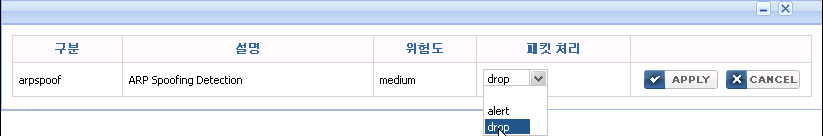 구분 설명 위험도 패킷 처리
arpspoof ARP Spoofing Detection medium drop APPLY CANCEL
alert
drop